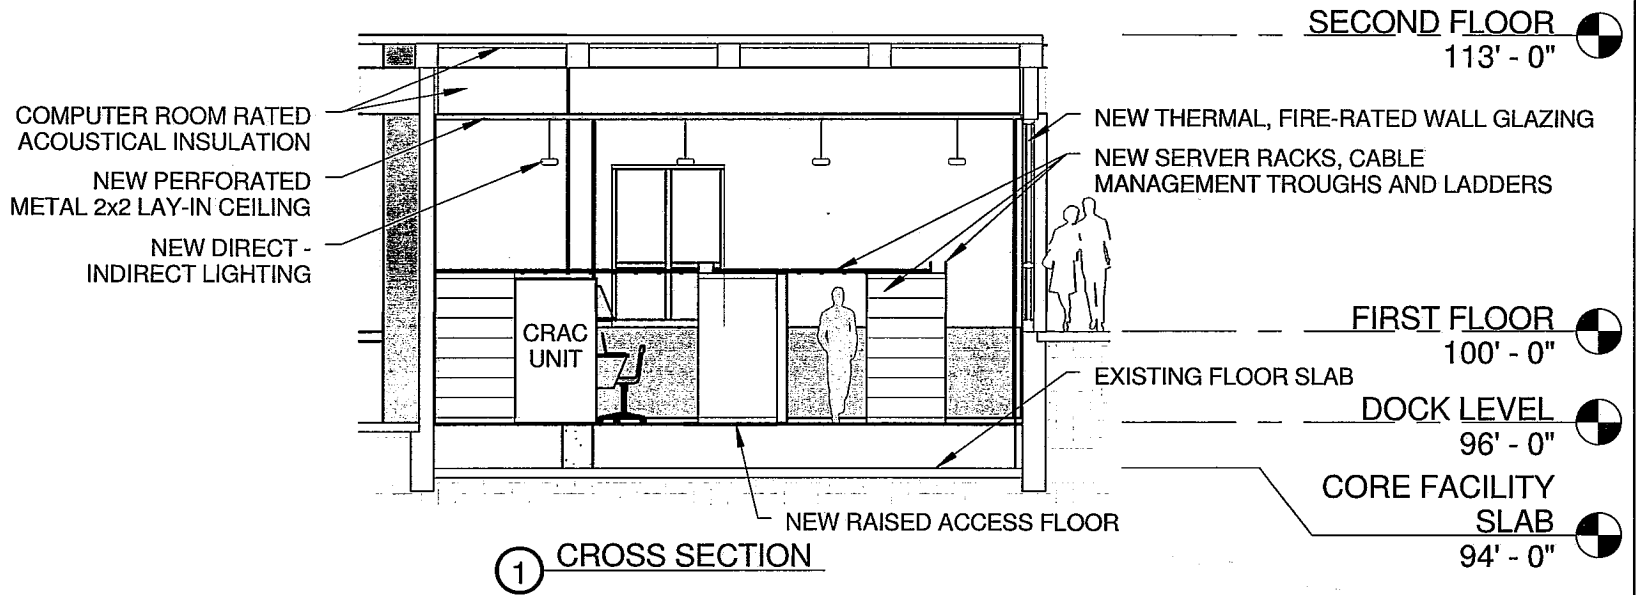 SECOND FLOOR
113' - 0"
COMPUTER ROOM RATED
ACOUSTICAL INSULATION
NEW PERFORATED
METAL 2x2 LAY-IN CEILING
NEW DIRECT -
INDIRECT LIGHTING
NEW THERMAL, FIRE-RATED WALL GLAZING
NEW SERVER RACKS, CABLE
MANAGEMENT TROUGHS AND LADDERS
CRAC
UNIT
FIRST FLOOR
100' - 0"
EXISTING FLOOR SLAB
DOCK LEVEL
96' - 0"
CORE FACILITY
SLAB
94' - 0"
NEW RAISED ACCESS FLOOR
1 CROSS SECTION